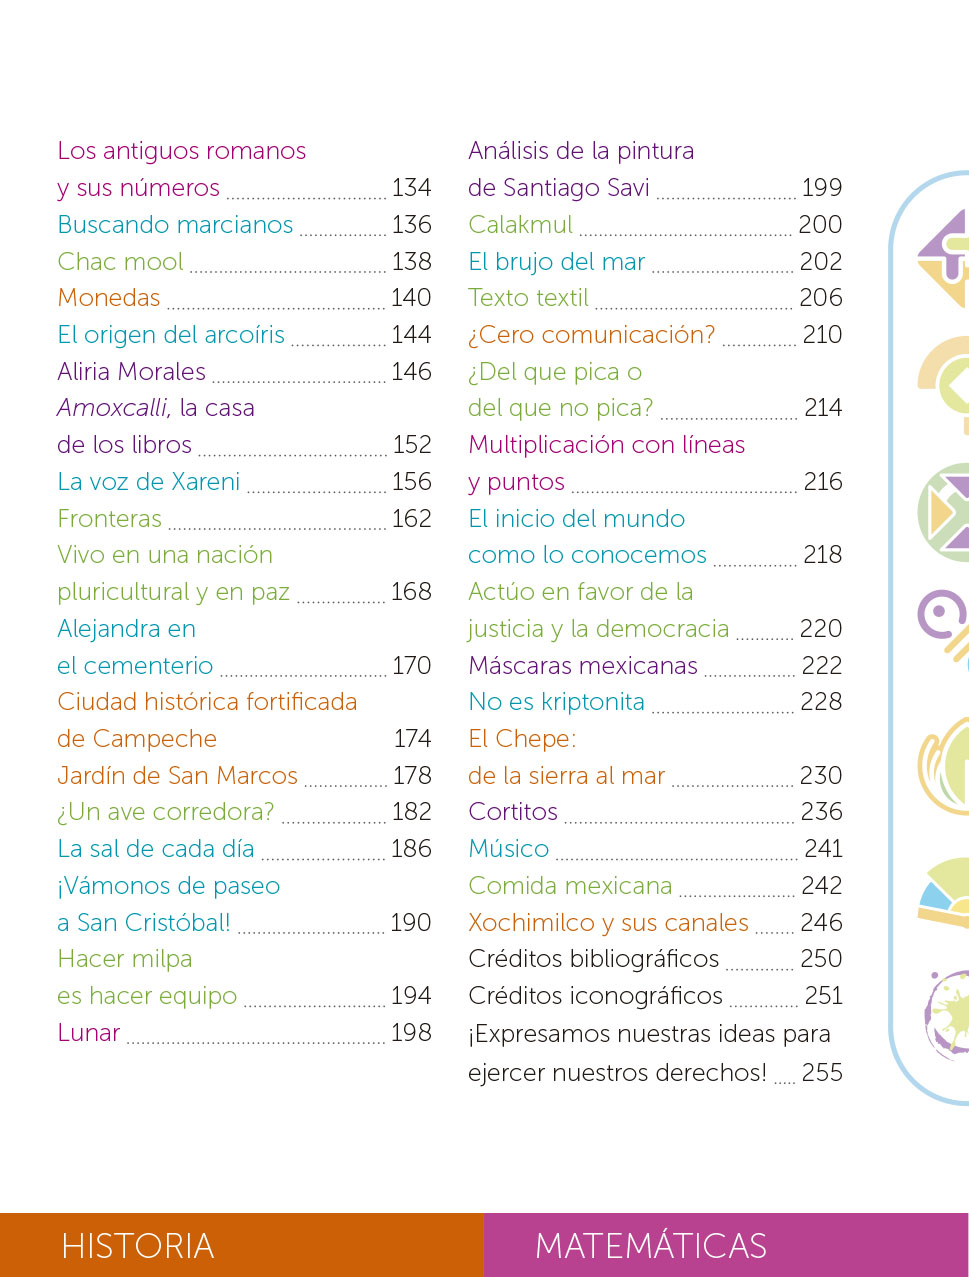 Los antiguos romanos
y sus números 134
Buscando marcianos 136
Chac mool 138
Monedas 140
El origen del arcoíris 144
Aliria Morales 146
Amoxcalli, la casa
de los libros 152
La voz de Xareni 156
Fronteras 162
Vivo en una nación
pluricultural y en paz 168
Alejandra en
el cementerio 170
Ciudad histórica fortificada
de Campeche 174
Jardín de San Marcos 178
¿Un ave corredora? 182
La sal de cada día 186
¡Vámonos de paseo
a San Cristóbal! 190
Hacer milpa
es hacer equipo 194
Lunar 198
Análisis de la pintura
de Santiago Savi 199
Calakmul 200
El brujo del mar 202
Texto textil 206
¿Cero comunicación? 210
¿Del que pica o
del que no pica? 214
Multiplicación con líneas
y puntos 216
El inicio del mundo
como lo conocemos 218
Actúo en favor de la
justicia y la democracia 220
Máscaras mexicanas 222
No es kriptonita 228
El Chepe:
de la sierra al mar 230
Cortitos 236
Músico 241
Comida mexicana 242
Xochimilco y sus canales 246
Créditos bibliográficos 250
Créditos iconográficos 251
¡Expresamos nuestras ideas para
ejercer nuestros derechos! 255
HISTORIA
MATEMÁTICAS